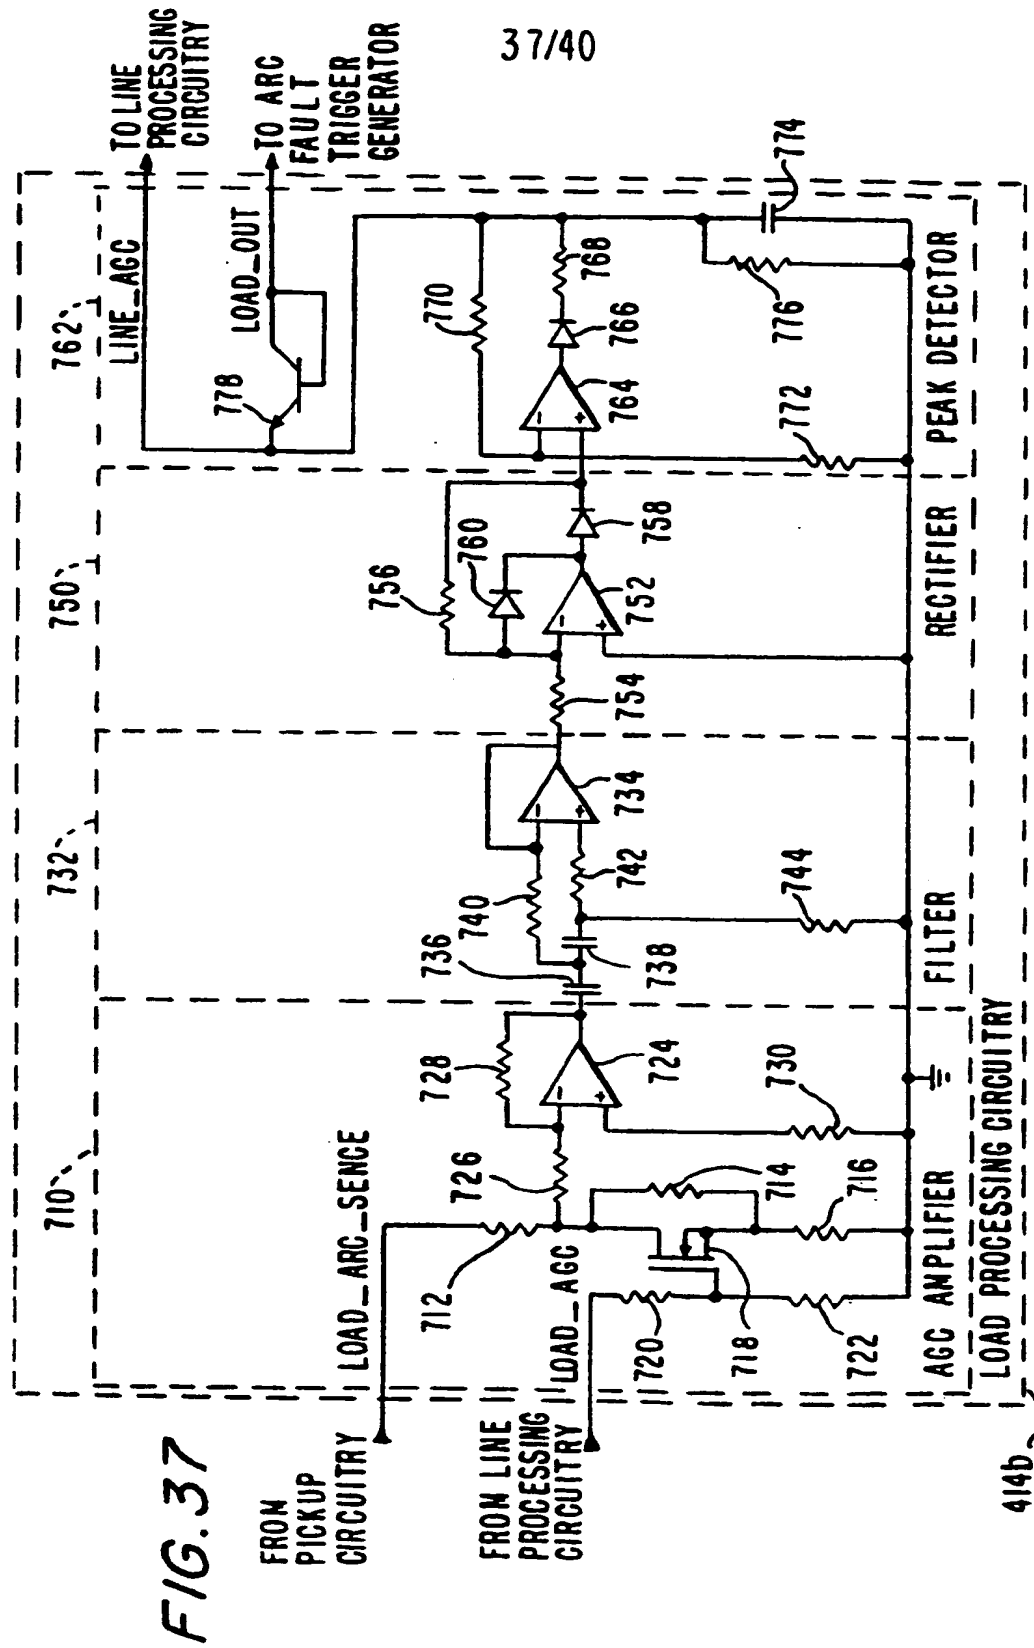 37/40
FIG. 37
FROM
PICKUP
CIRCUITRY
FROM LINE
PROCESSING
CIRCUITRY
TO LINE
PROCESSING
CIRCUITRY
TO ARC
FAULT
TRIGGER
GENERATOR
710
732
750
762
LOAD_ARC_SENCE
LOAD_AGC
LINE_AGC
LOAD_OUT
712
714
716
718
720
722
724
726
728
730
734
736
738
740
742
744
752
754
756
758
760
764
766
768
770
772
774
776
778
AGC AMPLIFIER
FILTER
RECTIFIER
PEAK DETECTOR
LOAD PROCESSING CIRCUITRY
414b